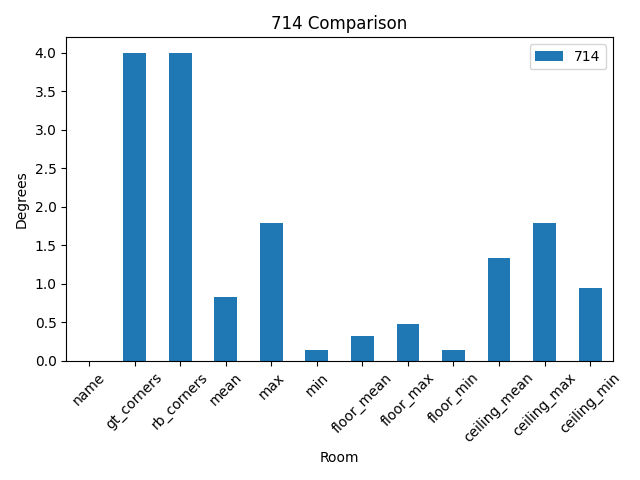 714 Comparison
714
Degrees
4.0
3.5
3.0
2.5
2.0
1.5
1.0
0.5
0.0
name
gt_corners
rb_corners
mean
max
min
floor_mean
floor_max
floor_min
ceiling_mean
ceiling_max
ceiling_min
Room